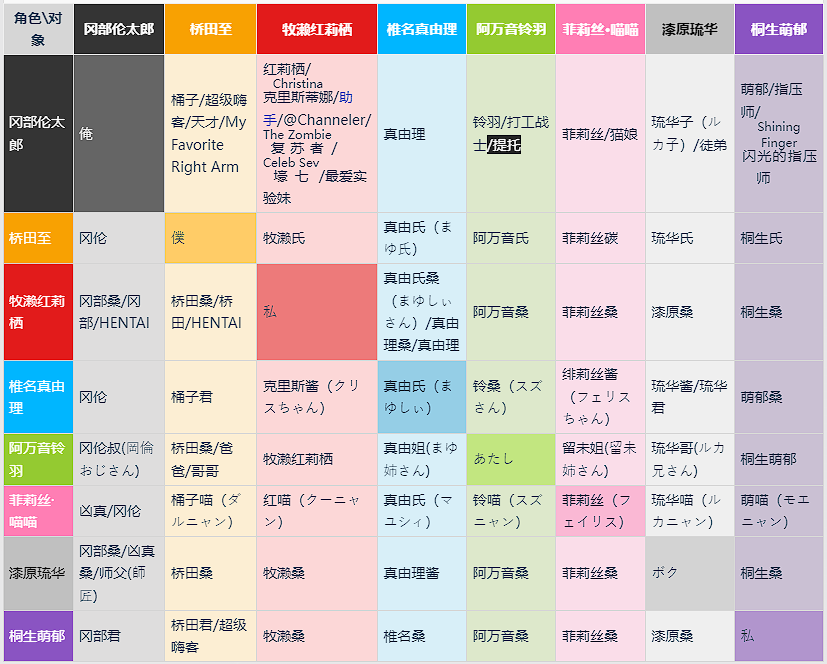 角色\对象
冈部伦太郎
桥田至
牧濑红莉栖
椎名真由理
阿万音铃羽
菲莉丝·喵喵
漆原琉华
桐生萌郁
冈部伦太
郎
俺
桶子/超级嗨
客/天才/My
Favorite
Right Arm
红莉栖/
Christina
克里斯蒂娜/助
手/@Channeler/
The Zombie
复苏者 /
Celeb Sev
壕七 /最爱实
验妹
真由理
铃羽/打工战
士/提托
菲莉丝/猫娘
琉华子（ル
カ子）/徒弟
萌郁/指压
师/
Shining
Finger
闪光的指压
师
桥田至
冈伦
僕
牧濑氏
真由氏（ま
ゆ氏）
阿万音氏
菲莉丝碳
琉华氏
桐生氏
牧濑红莉
栖
冈部桑/冈
部/HENTAI
桥田桑/桥
田/HENTAI
私
真由氏桑
（まゆしぃ
さん）/真由
理桑/真由理
阿万音桑
菲莉丝桑
漆原桑
桐生桑
椎名真由
理
冈伦
桶子君
克里斯酱（クリ
スちゃん）
真由氏（ま
ゆしぃ）
铃桑（スズ
さん）
绯莉丝酱
（フェリス
ちゃん）
琉华酱/琉华
君
萌郁桑
阿万音铃
羽
冈伦叔(岡倫
おじさん)
桥田桑/爸
爸/哥哥
牧濑红莉栖
真由姐(まゆ
姉さん)
あたし
留未姐(留未
姉さん)
琉华哥(ルカ
兄さん)
桐生萌郁
菲莉丝·
喵喵
凶真/冈伦
桶子喵（ダ
ルニャン）
红喵（クーニャ
ン）
真由氏（マ
ユシィ）
铃喵（スズ
ニャン）
菲莉丝（フ
ェイリス）
琉华喵（ル
カニャン）
萌喵（モエ
ニャン）
漆原琉华
冈部桑/凶真
桑/师父(師
匠)
桥田桑
牧濑桑
真由理酱
阿万音桑
菲莉丝桑
ボク
桐生桑
桐生萌郁
冈部君
桥田君/超级
嗨客
牧濑桑
椎名桑
阿万音桑
菲莉丝桑
漆原桑
私